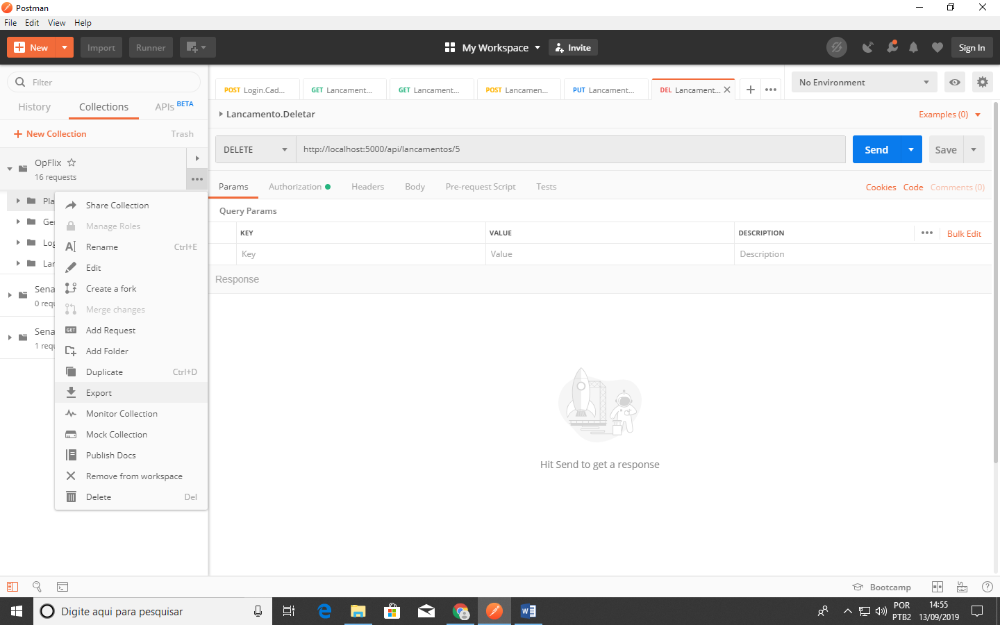 Postman
File Edit View Help
New Import Runner My Workspace Invite Sign In
Filter
History Collections APIs BETA
New Collection Trash
OpFlix
16 requests
Pla
Ge
Log
Lar
Sena
0 requ
Sena
1 requ
Share Collection
Manage Roles
Rename Ctrl+E
Edit
Create a fork
Merge changes
GET Add Request
Add Folder
Duplicate Ctrl+D
Export
Monitor Collection
Mock Collection
Publish Docs
Remove from workspace
Delete Del
POST Login.Cad... GET Lancament... GET Lancament... POST Lancamen... PUT Lancament... DEL Lancament...
No Environment
Lancamento.Deletar Examples (0)
DELETE http://localhost:5000/api/lancamentos/5 Send Save
Params Authorization Headers Body Pre-request Script Tests Cookies Code Comments (0)
Query Params
KEY VALUE DESCRIPTION Bulk Edit
Key Value Description
Response
Hit Send to get a response
Bootcamp
Digite aqui para pesquisar
POR
PTB2
14:55
13/09/2019